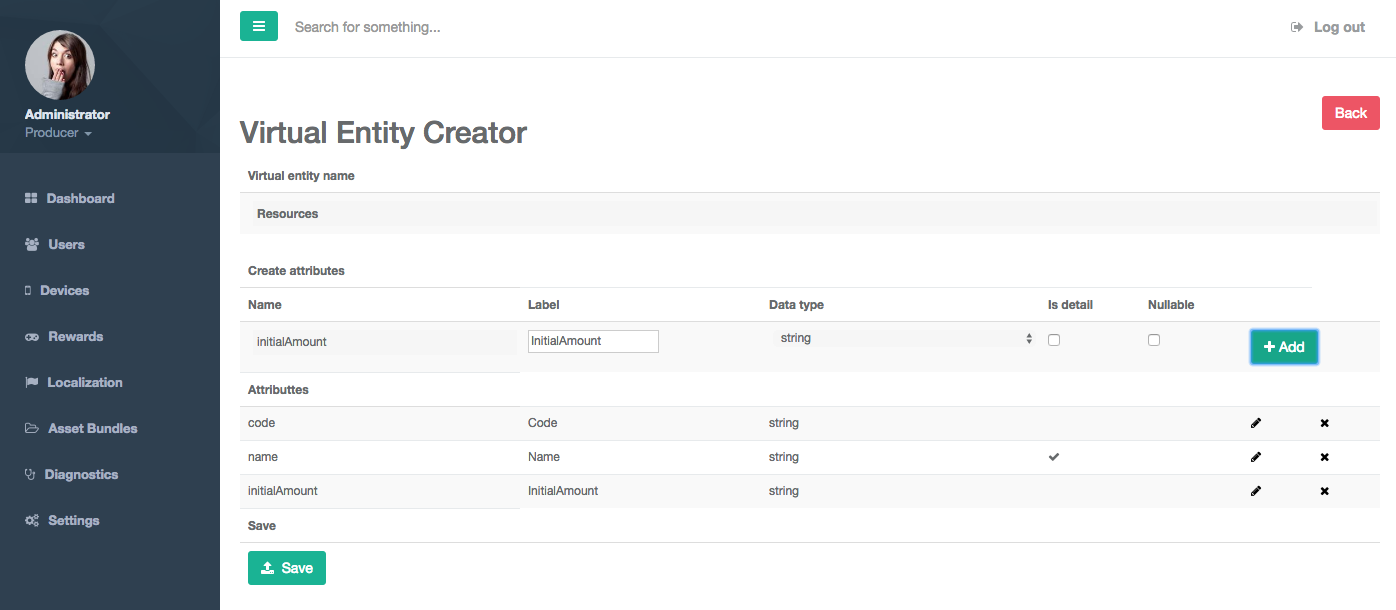 Administrator
Producer
Dashboard
Users
Devices
Rewards
Localization
Asset Bundles
Diagnostics
Settings
Search for something...
Log out
Back
Virtual Entity Creator
Virtual entity name
Resources
Create attributes
Name Label Data type Is detail Nullable
initialAmount InitialAmount string Add
Attributtes
code Code string
name Name string
initialAmount InitialAmount string
Save
Save